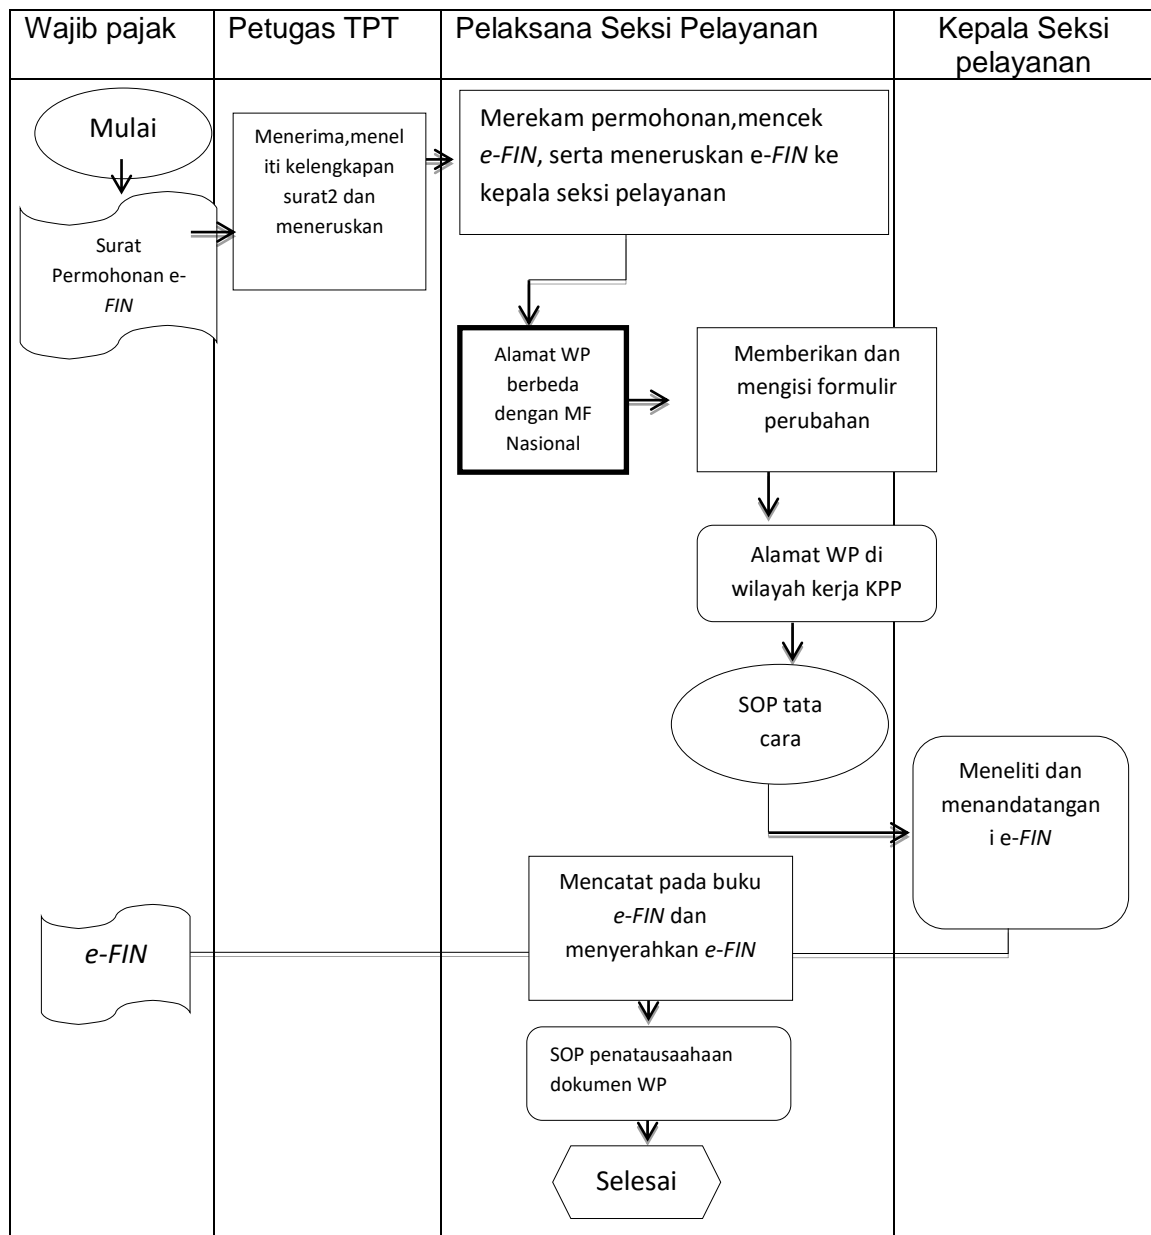 Wajib pajak
Petugas TPT
Pelaksana Seksi Pelayanan
Kepala Seksi
pelayanan
Mulai
Surat
Permohonan e-
FIN
Menerima,menel
iti kelengkapan
surat2 dan
meneruskan
Merekam permohonan,mencek
e-FIN, serta meneruskan e-FIN ke
kepala seksi pelayanan
Alamat WP
berbeda
dengan MF
Nasional
Memberikan dan
mengisi formulir
perubahan
Alamat WP di
wilayah kerja KPP
SOP tata
cara
Meneliti dan
menandatangan
i e-FIN
Mencatat pada buku
e-FIN dan
menyerahkan e-FIN
e-FIN
SOP penatausaahaan
dokumen WP
Selesai